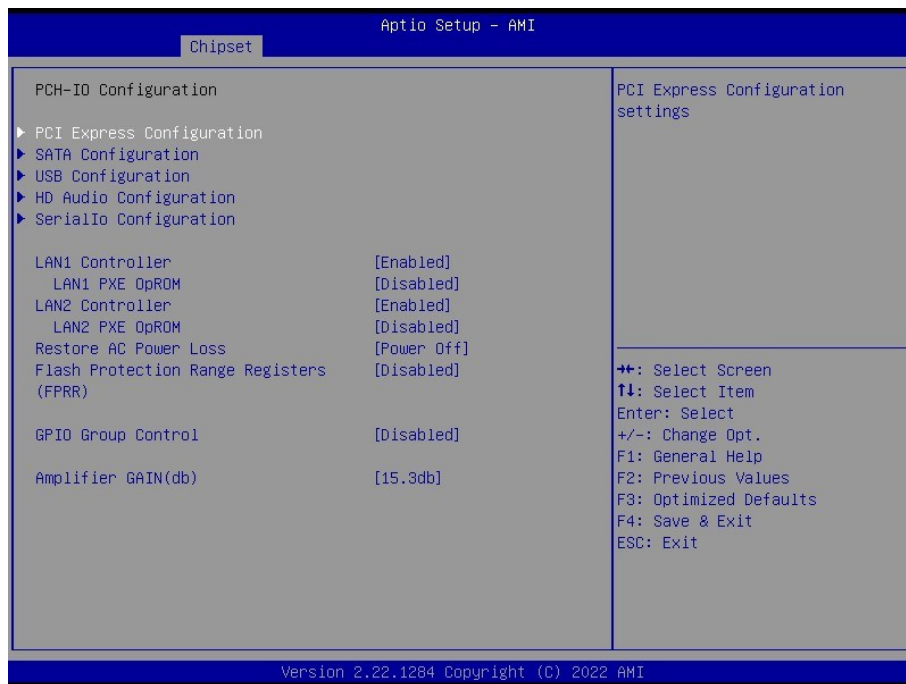 Aptio Setup – AMI
Chipset
PCH-IO Configuration
PCI Express Configuration
SATA Configuration
USB Configuration
HD Audio Configuration
SerialIo Configuration
LAN1 Controller [Enabled]
LAN1 PXE OpROM [Disabled]
LAN2 Controller [Enabled]
LAN2 PXE OpROM [Disabled]
Restore AC Power Loss [Power Off]
Flash Protection Range Registers [Disabled]
(FPRR)
GPIO Group Control [Disabled]
Amplifier GAIN(db) [15.3db]
PCI Express Configuration
settings
→←: Select Screen
↑↓: Select Item
Enter: Select
+/-: Change Opt.
F1: General Help
F2: Previous Values
F3: Optimized Defaults
F4: Save & Exit
ESC: Exit
Version 2.22.1284 Copyright (C) 2022 AMI